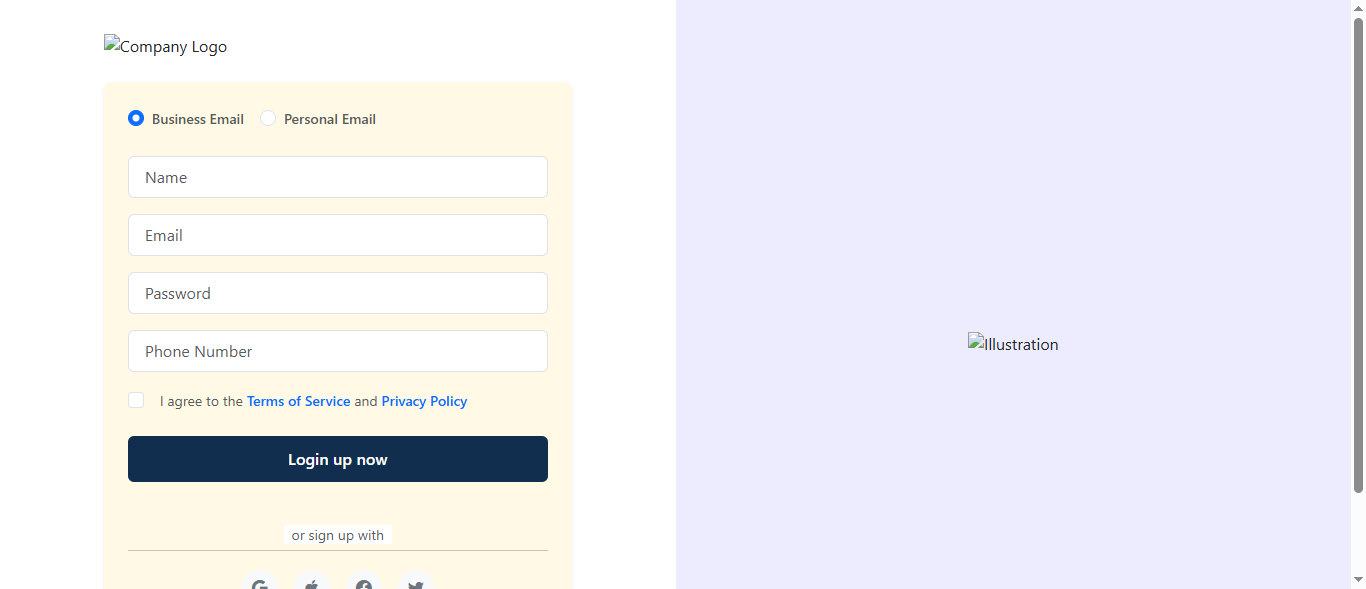 Company Logo
Business Email Personal Email
Name
Email
Password
Phone Number
I agree to the Terms of Service and Privacy Policy
Login up now
or sign up with
Illustration